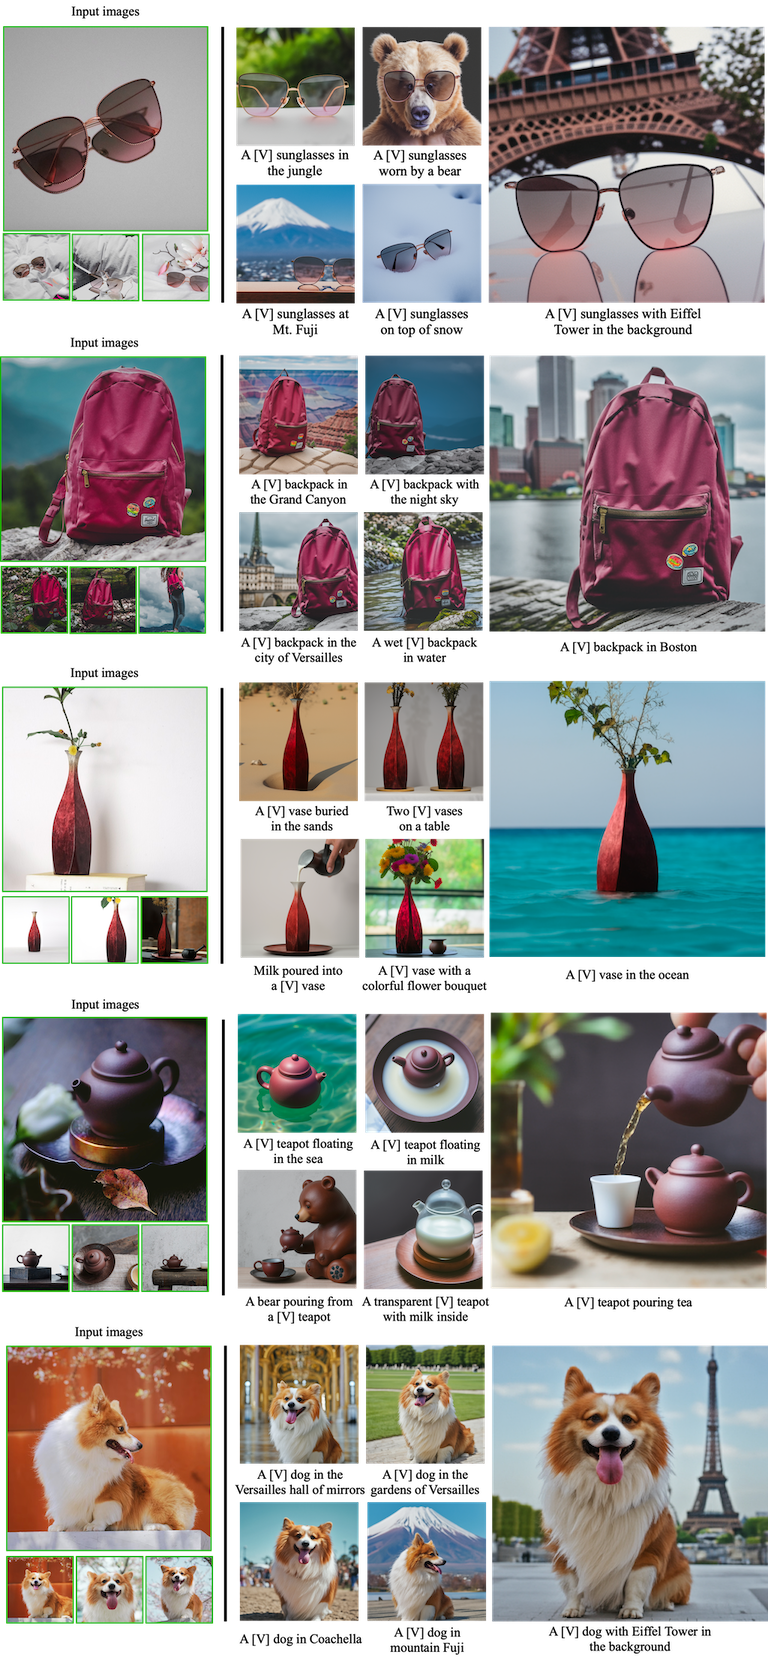 Input images
A [V] sunglasses in
the jungle
A [V] sunglasses
worn by a bear
A [V] sunglasses at
Mt. Fuji
A [V] sunglasses
on top of snow
A [V] sunglasses with Eiffel
Tower in the background
Input images
A [V] backpack in
the Grand Canyon
A [V] backpack with
the night sky
A [V] backpack in the
city of Versailles
A wet [V] backpack
in water
A [V] backpack in Boston
Input images
A [V] vase buried
in the sands
Two [V] vases
on a table
Milk poured into
a [V] vase
A [V] vase with a
colorful flower bouquet
A [V] vase in the ocean
Input images
A [V] teapot floating
in the sea
A [V] teapot floating
in milk
A bear pouring from
a [V] teapot
A transparent [V] teapot
with milk inside
A [V] teapot pouring tea
Input images
A [V] dog in the
Versailles hall of mirrors
A [V] dog in the
gardens of Versailles
A [V] dog in Coachella
A [V] dog in
mountain Fuji
A [V] dog with Eiffel Tower in
the background